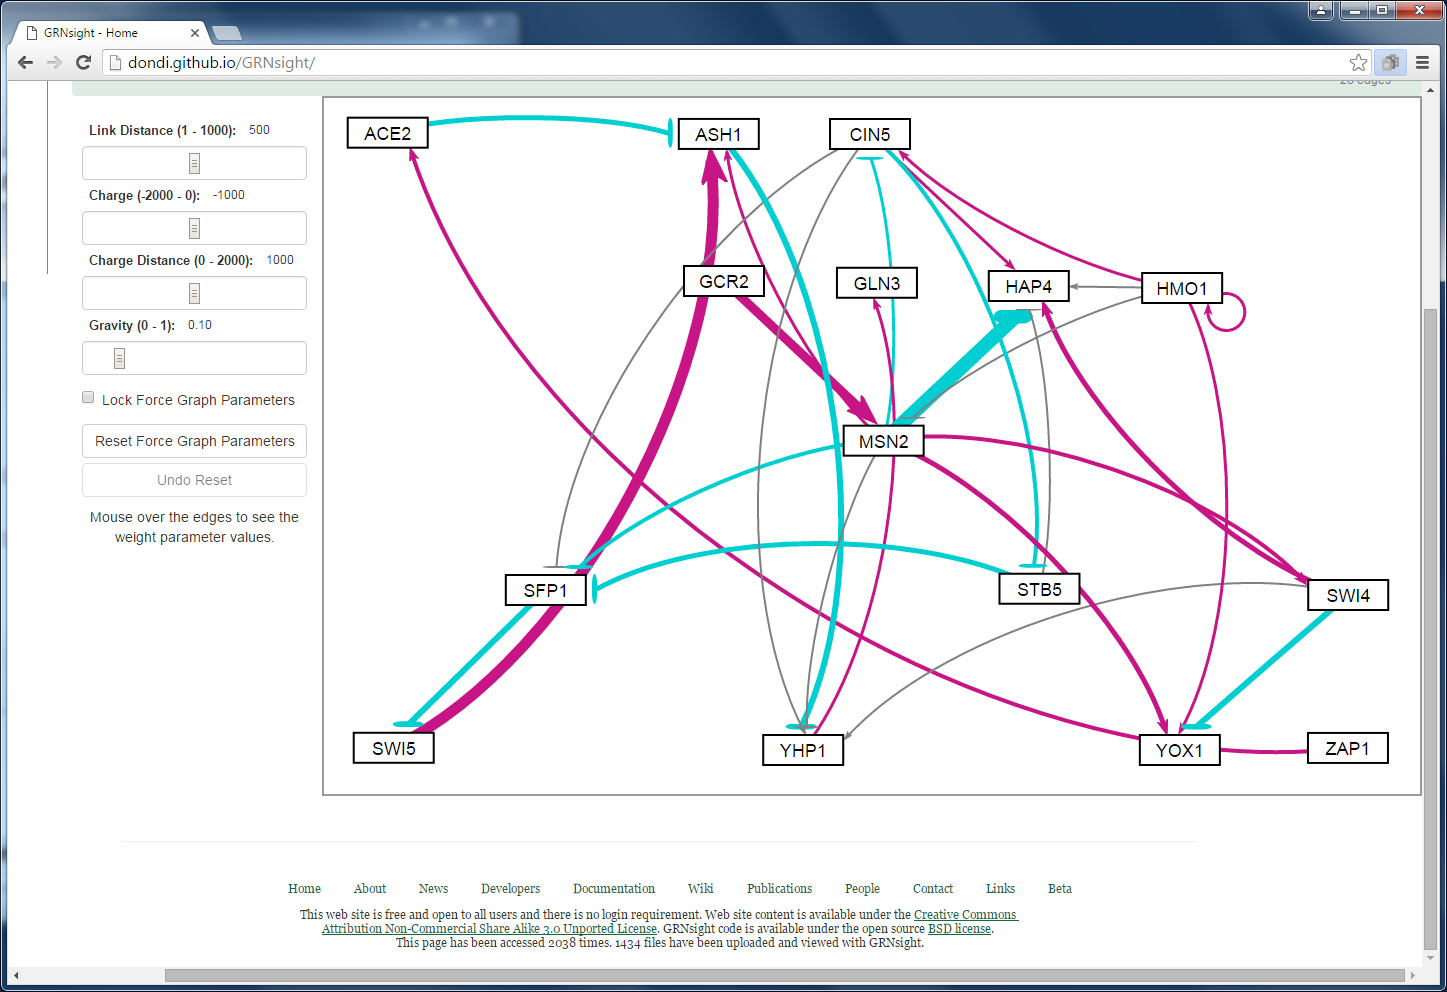 GRNsight - Home
dondi.github.io/GRNsight/
edges
Link Distance (1 - 1000): 500
Charge (-2000 - 0): -1000
Charge Distance (0 - 2000): 1000
Gravity (0 - 1): 0.10
Lock Force Graph Parameters
Reset Force Graph Parameters
Undo Reset
Mouse over the edges to see the
weight parameter values.
ACE2
ASH1
CIN5
GCR2
GLN3
HAP4
HMO1
MSN2
SFP1
STB5
SWI4
SWI5
YHP1
YOX1
ZAP1
Home About News Developers Documentation Wiki Publications People Contact Links Beta
This web site is free and open to all users and there is no login requirement. Web site content is available under the Creative Commons
Attribution Non-Commercial Share Alike 3.0 Unported License. GRNsight code is available under the open source BSD license.
This page has been accessed 2038 times. 1434 files have been uploaded and viewed with GRNsight.